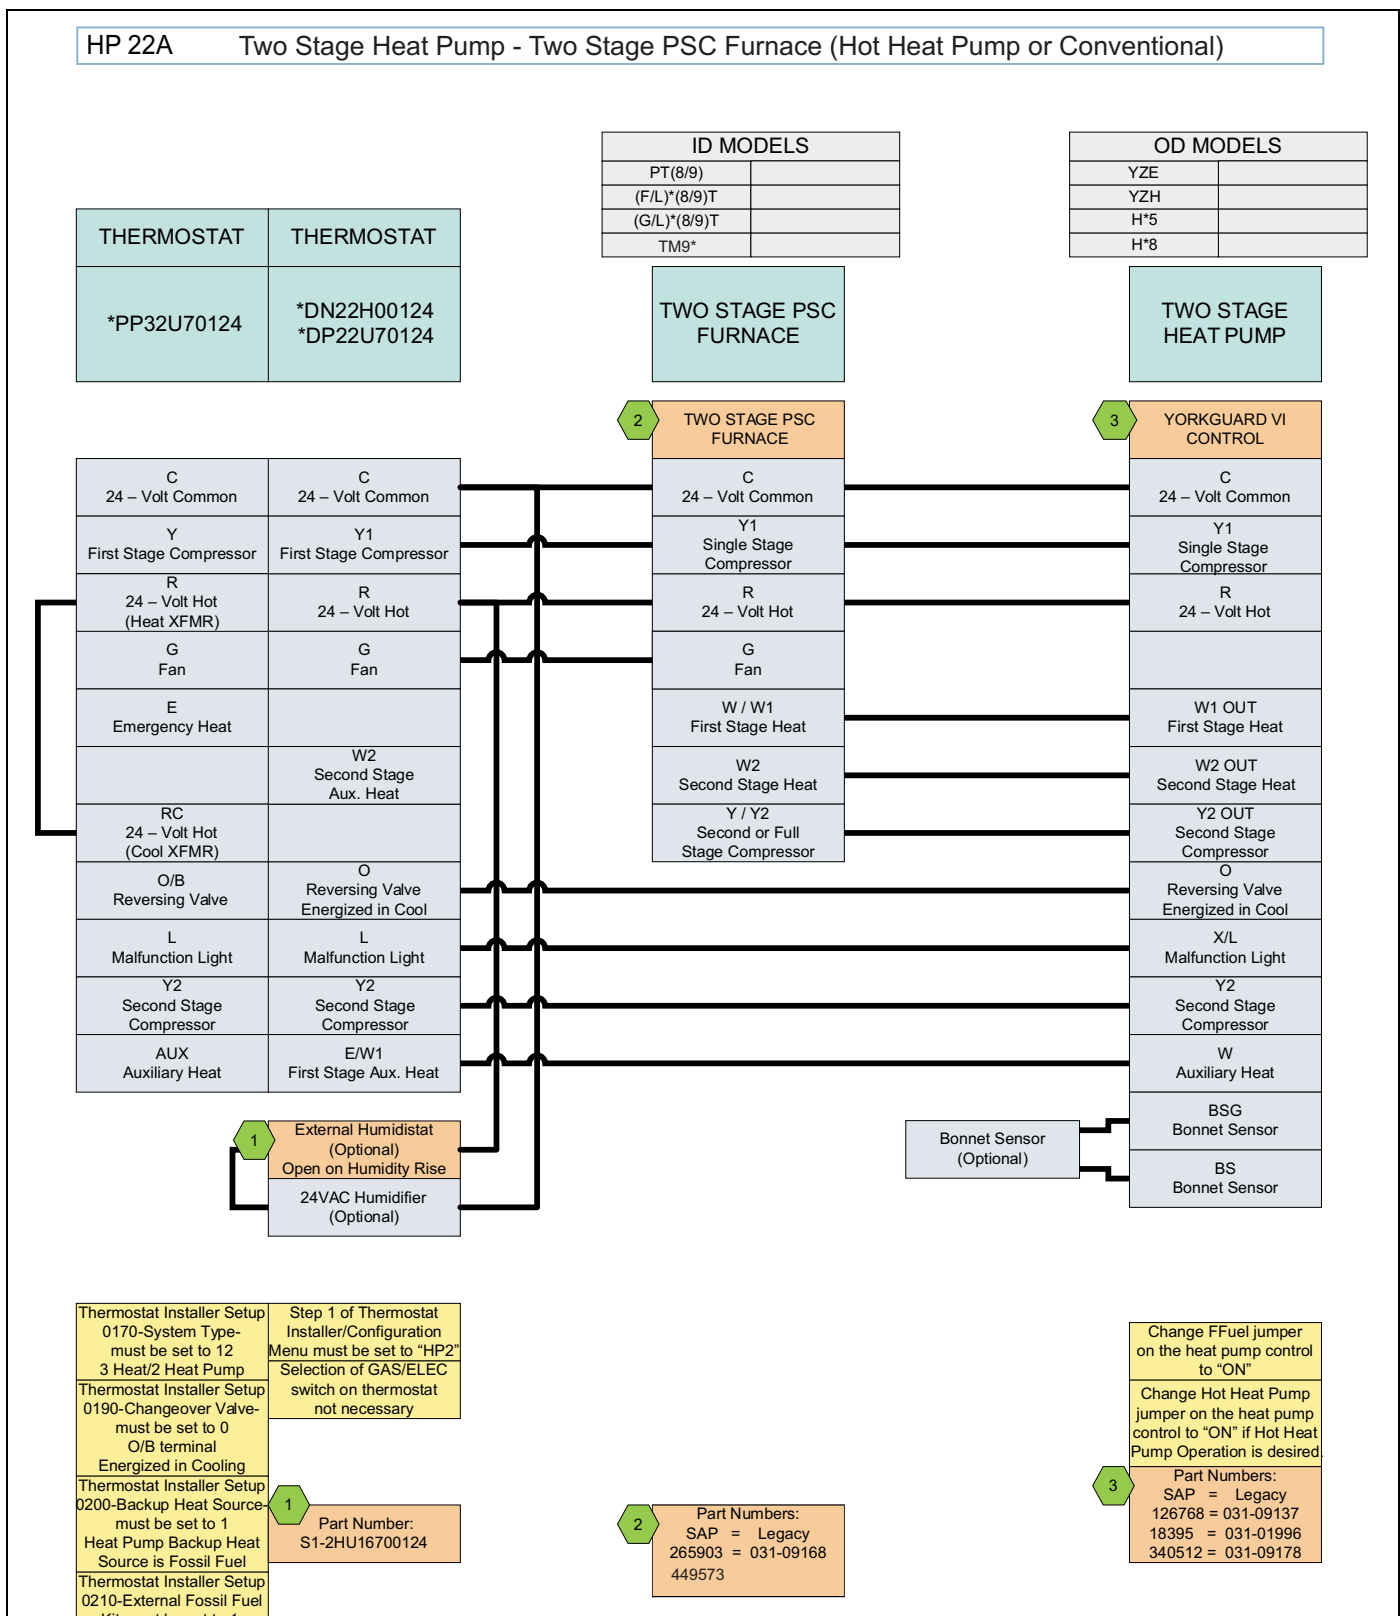 HP 22A Two Stage Heat Pump - Two Stage PSC Furnace (Hot Heat Pump or Conventional)
ID MODELS
PT(8/9)
(F/L)*(8/9)T
(G/L)*(8/9)T
TM9*
OD MODELS
YZE
YZH
H*5
H*8
THERMOSTAT
THERMOSTAT
*PP32U70124
*DN22H00124
*DP22U70124
TWO STAGE PSC
FURNACE
TWO STAGE
HEAT PUMP
2
TWO STAGE PSC
FURNACE
3
YORKGUARD VI
CONTROL
C
24 – Volt Common
C
24 – Volt Common
C
24 – Volt Common
C
24 – Volt Common
Y
First Stage Compressor
Y1
First Stage Compressor
Y1
Single Stage
Compressor
Y1
Single Stage
Compressor
R
24 – Volt Hot
(Heat XFMR)
R
24 – Volt Hot
R
24 – Volt Hot
R
24 – Volt Hot
G
Fan
G
Fan
G
Fan
E
Emergency Heat
W / W1
First Stage Heat
W1 OUT
First Stage Heat
W2
Second Stage
Aux. Heat
W2
Second Stage Heat
W2 OUT
Second Stage Heat
RC
24 – Volt Hot
(Cool XFMR)
Y / Y2
Second or Full
Stage Compressor
Y2 OUT
Second Stage
Compressor
O/B
Reversing Valve
O
Reversing Valve
Energized in Cool
O
Reversing Valve
Energized in Cool
L
Malfunction Light
L
Malfunction Light
X/L
Malfunction Light
Y2
Second Stage
Compressor
Y2
Second Stage
Compressor
Y2
Second Stage
Compressor
AUX
Auxiliary Heat
E/W1
First Stage Aux. Heat
W
Auxiliary Heat
1
External Humidistat
(Optional)
Open on Humidity Rise
24VAC Humidifier
(Optional)
Bonnet Sensor
(Optional)
BSG
Bonnet Sensor
BS
Bonnet Sensor
Thermostat Installer Setup
0170-System Type-
must be set to 12
3 Heat/2 Heat Pump
Thermostat Installer Setup
0190-Changeover Valve-
must be set to 0
O/B terminal
Energized in Cooling
Thermostat Installer Setup
0200-Backup Heat Source-
must be set to 1
Heat Pump Backup Heat
Source is Fossil Fuel
Thermostat Installer Setup
0210-External Fossil Fuel
Step 1 of Thermostat
Installer/Configuration
Menu must be set to “HP2”
Selection of GAS/ELEC
switch on thermostat
not necessary
1
Part Number:
S1-2HU16700124
2
Part Numbers:
SAP = Legacy
265903 = 031-09168
449573
Change FFuel jumper
on the heat pump control
to “ON”
Change Hot Heat Pump
jumper on the heat pump
control to “ON” if Hot Heat
Pump Operation is desired.
3
Part Numbers:
SAP = Legacy
126768 = 031-09137
18395 = 031-01996
340512 = 031-09178